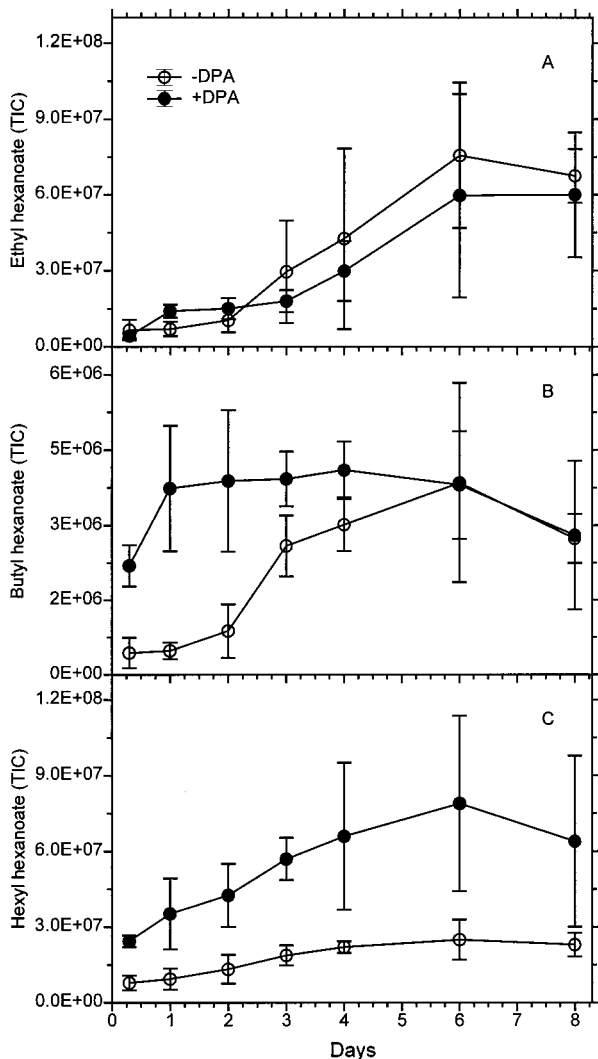 1.2E+08
A
-DPA
+DPA
9.0E+07
6.0E+07
3.0E+07
0.0E+00
Ethyl hexanoate (TIC)
6E+06
B
5E+06
3E+06
2E+06
0E+00
Butyl hexanoate (TIC)
1.2E+08
C
9.0E+07
6.0E+07
3.0E+07
0.0E+00
Hexyl hexanoate (TIC)
0 1 2 3 4 5 6 7 8
Days